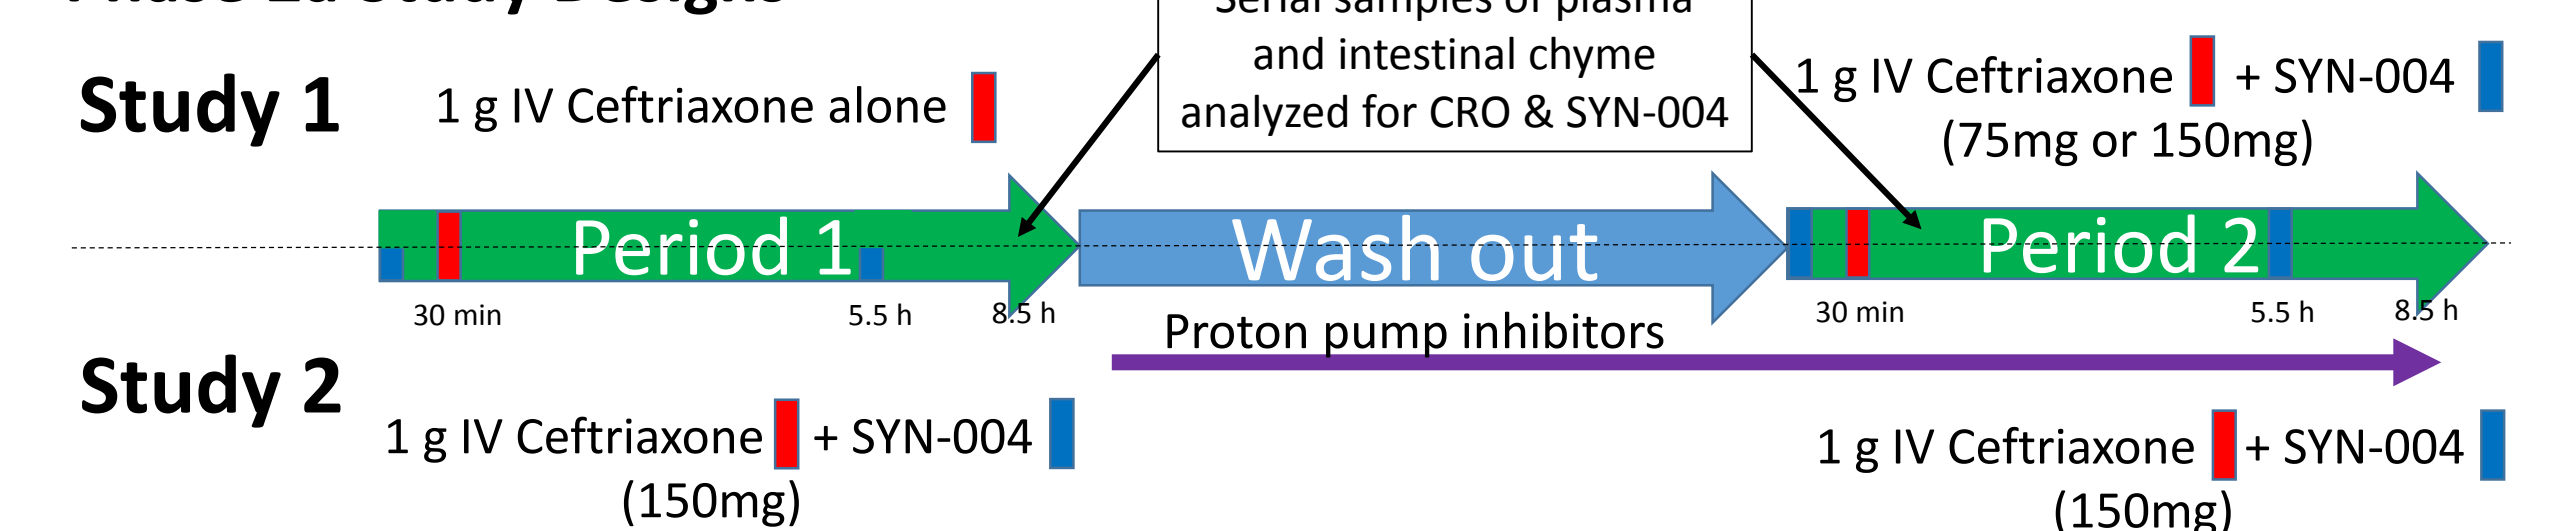 Study Designs
Serial samples of plasma
and intestinal chyme
analyzed for CRO & SYN-004
Study 1
1 g IV Ceftriaxone alone
1 g IV Ceftriaxone + SYN-004
(75mg or 150mg)
Period 1
Wash out
Period 2
30 min
5.5 h
8.5 h
30 min
5.5 h
8.5 h
Proton pump inhibitors
Study 2
1 g IV Ceftriaxone + SYN-004
(150mg)
1 g IV Ceftriaxone + SYN-004
(150mg)